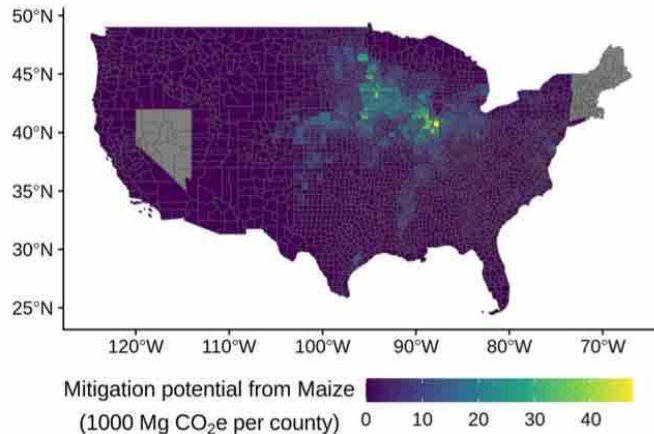 50°N
45°N
40°N
35°N
30°N
25°N
120°W 110°W 100°W 90°W 80°W 70°W
Mitigation potential from Maize
(1000 Mg CO₂e per county)
0 10 20 30 40